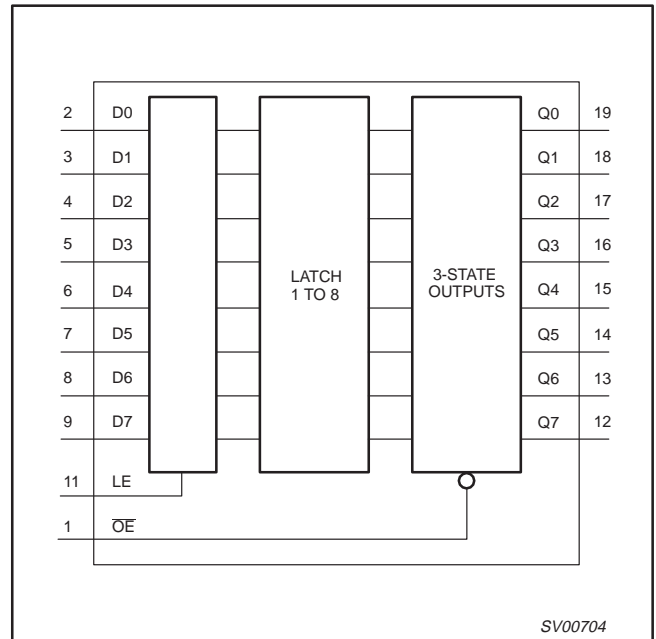 2 D0 Q0 19
3 D1 Q1 18
4 D2 Q2 17
5 D3 Q3 16
LATCH
1 TO 8
3-STATE
OUTPUTS
6 D4 Q4 15
7 D5 Q5 14
8 D6 Q6 13
9 D7 Q7 12
11 LE
1 O̅E̅
SV00704